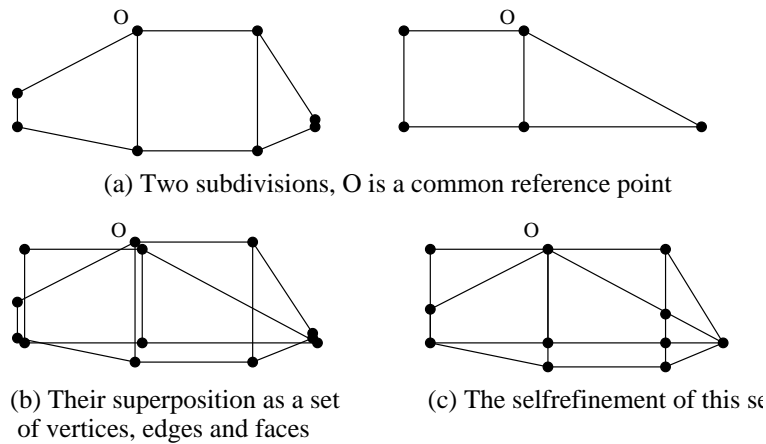 O
O
(a) Two subdivisions, O is a common reference point
O
O
(b) Their superposition as a set
of vertices, edges and faces
(c) The selfrefinement of this se